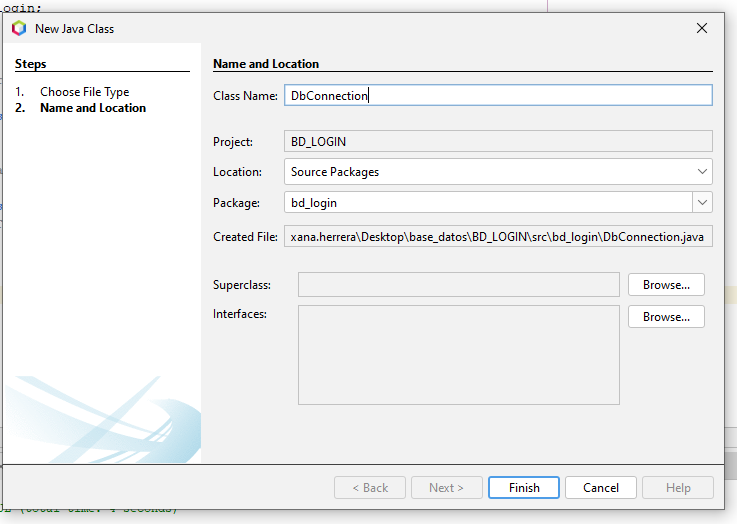 ogin;
New Java Class
Steps
1. Choose File Type
2. Name and Location
Name and Location
Class Name: DbConnection
Project: BD_LOGIN
Location: Source Packages
Package: bd_login
Created File: xana.herrera\Desktop\base_datos\BD_LOGIN\src\bd_login\DbConnection.java
Superclass: Browse...
Interfaces: Browse...
< Back Next > Finish Cancel Help
(total time: 4 seconds)